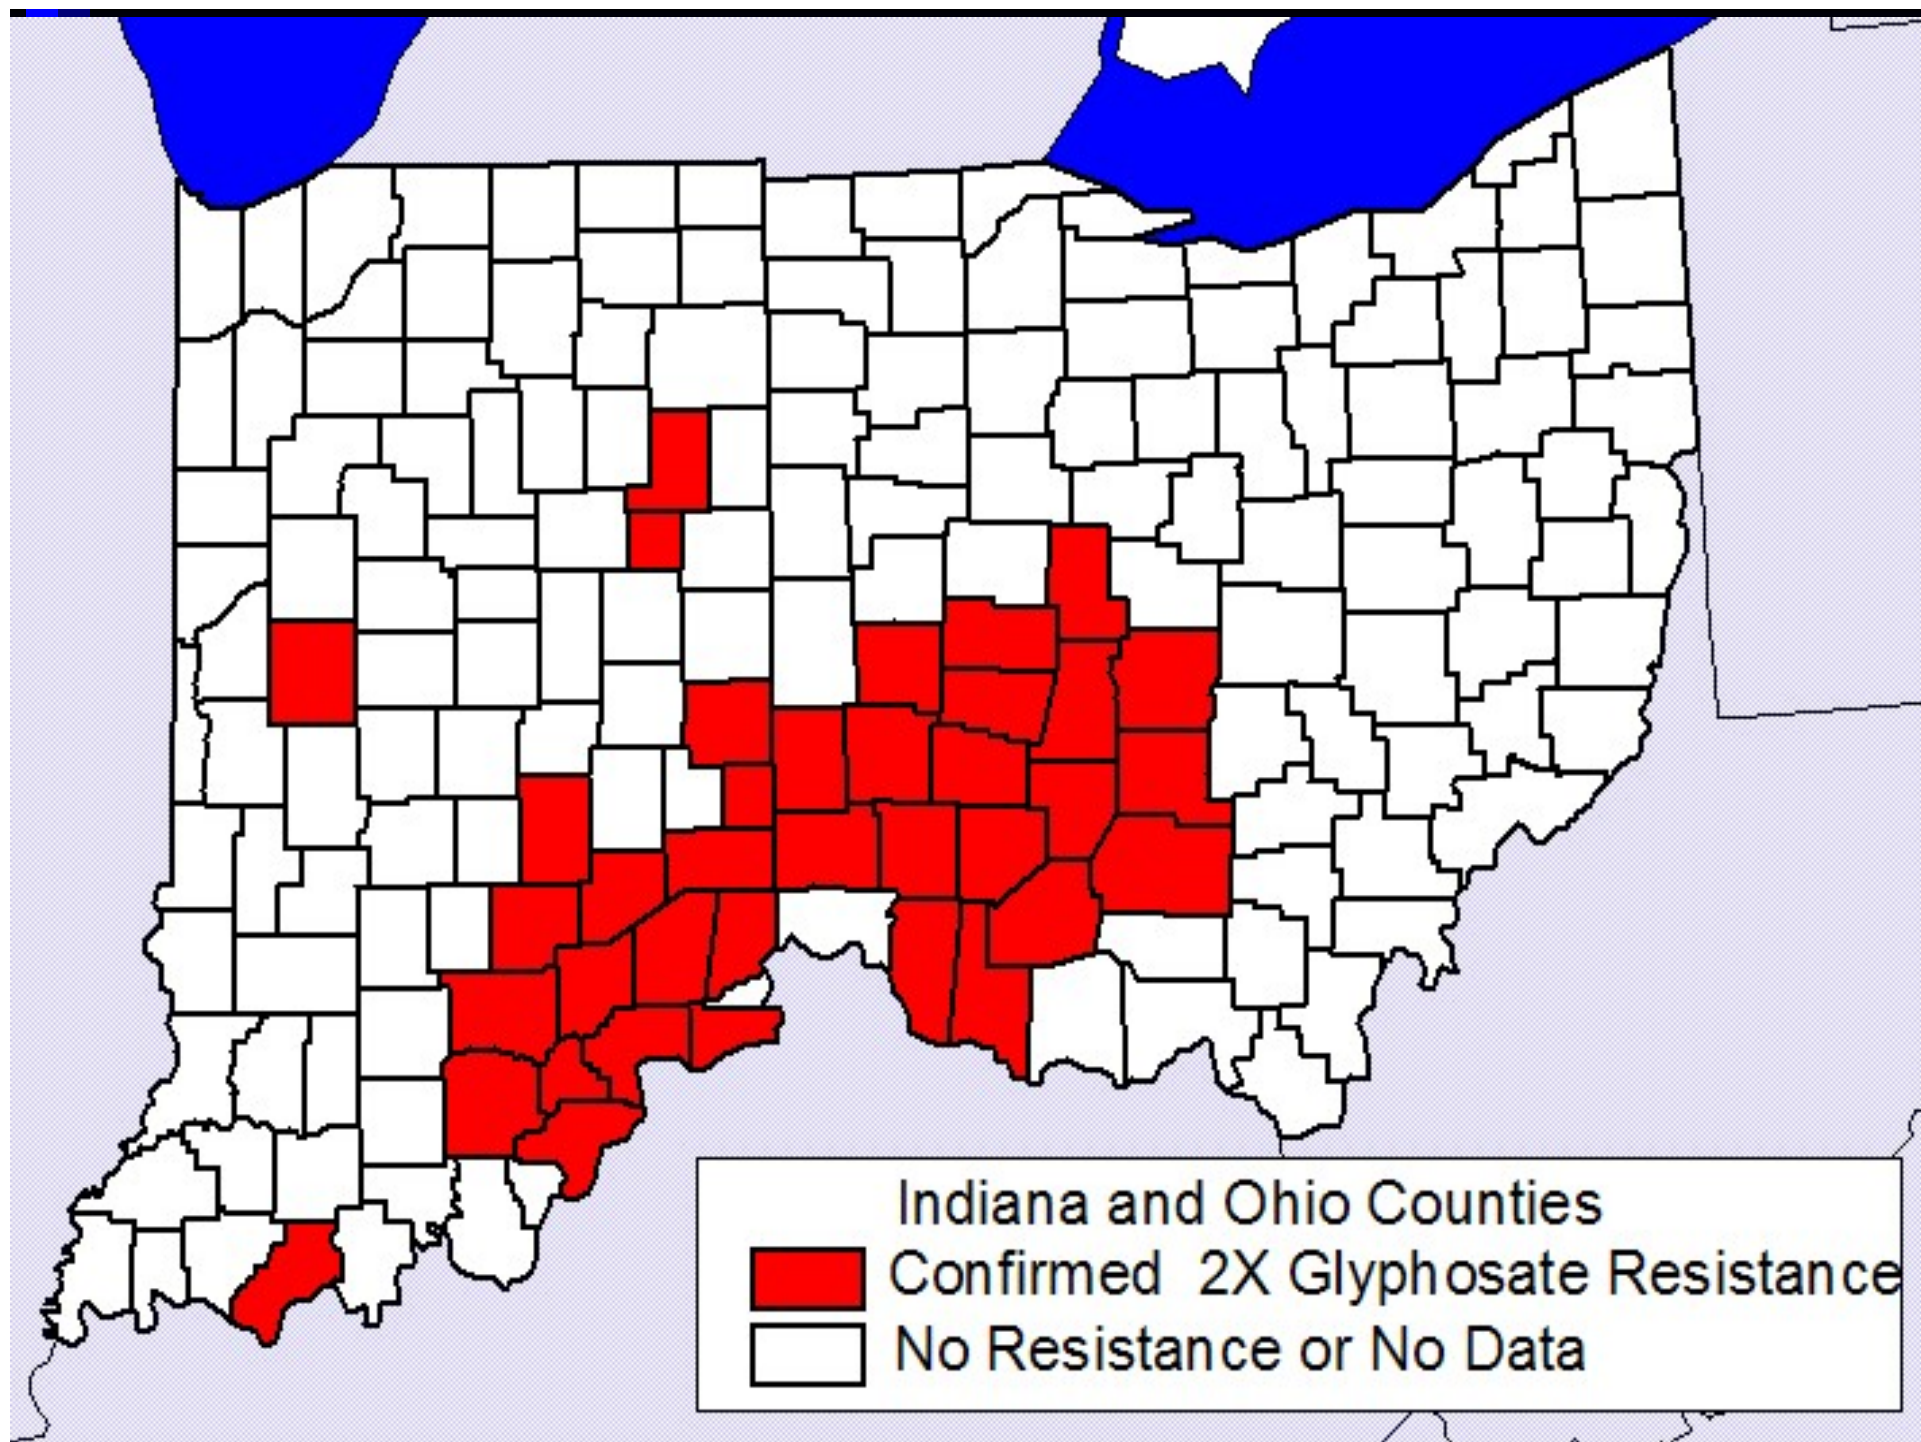 Indiana and Ohio Counties
Confirmed 2X Glyphosate Resistance
No Resistance or No Data